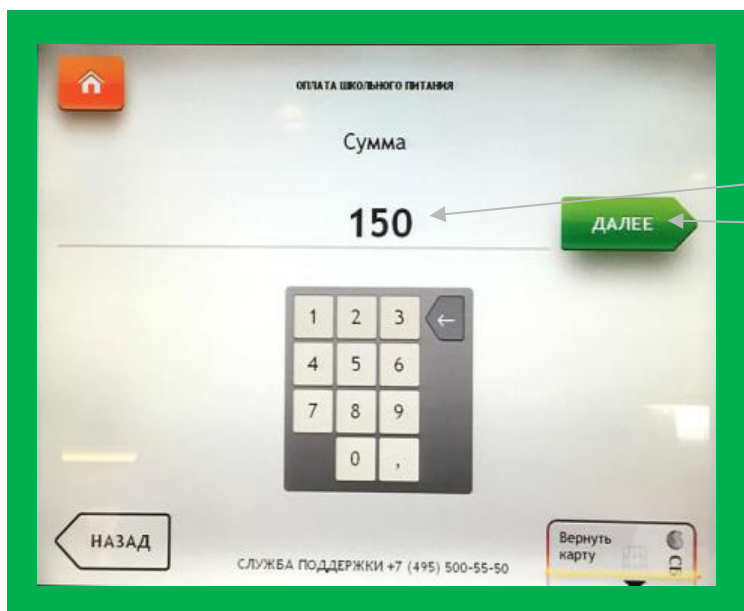 ОПЛАТА ШКОЛЬНОГО ПИТАНИЯ
Сумма
150
ДАЛЕЕ
1 2 3 ←
4 5 6
7 8 9
0 ,
НАЗАД
Вернуть
карту
СБ
СЛУЖБА ПОДДЕРЖКИ +7 (495) 500-55-50